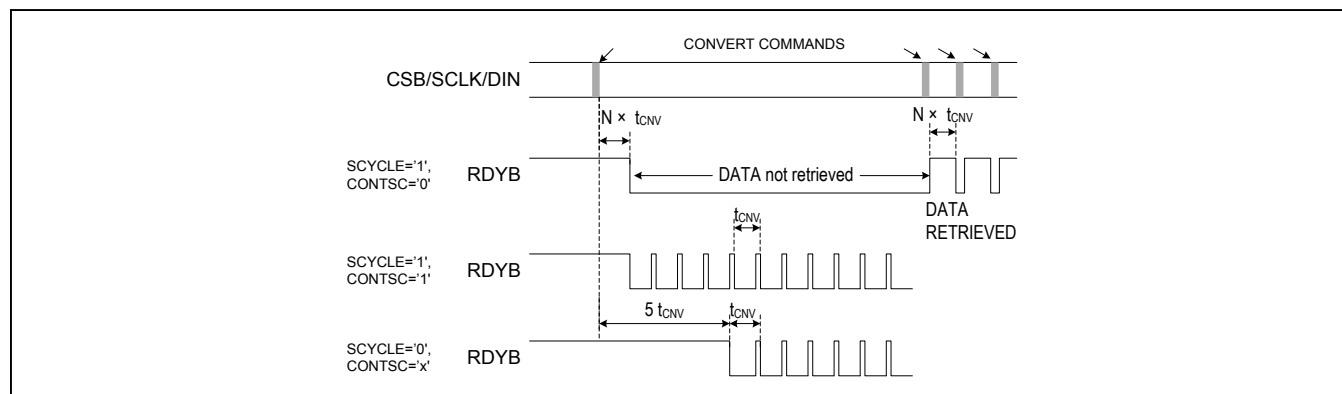 CONVERT COMMANDS
CSB/SCLK/DIN
N × tCNV
N × tCNV
SCYCLE='1',
CONTSC='0'
RDYB
DATA not retrieved
DATA
RETRIEVED
tCNV
SCYCLE='1',
CONTSC='1'
RDYB
5 tCNV
tCNV
SCYCLE='0',
CONTSC='x'
RDYB